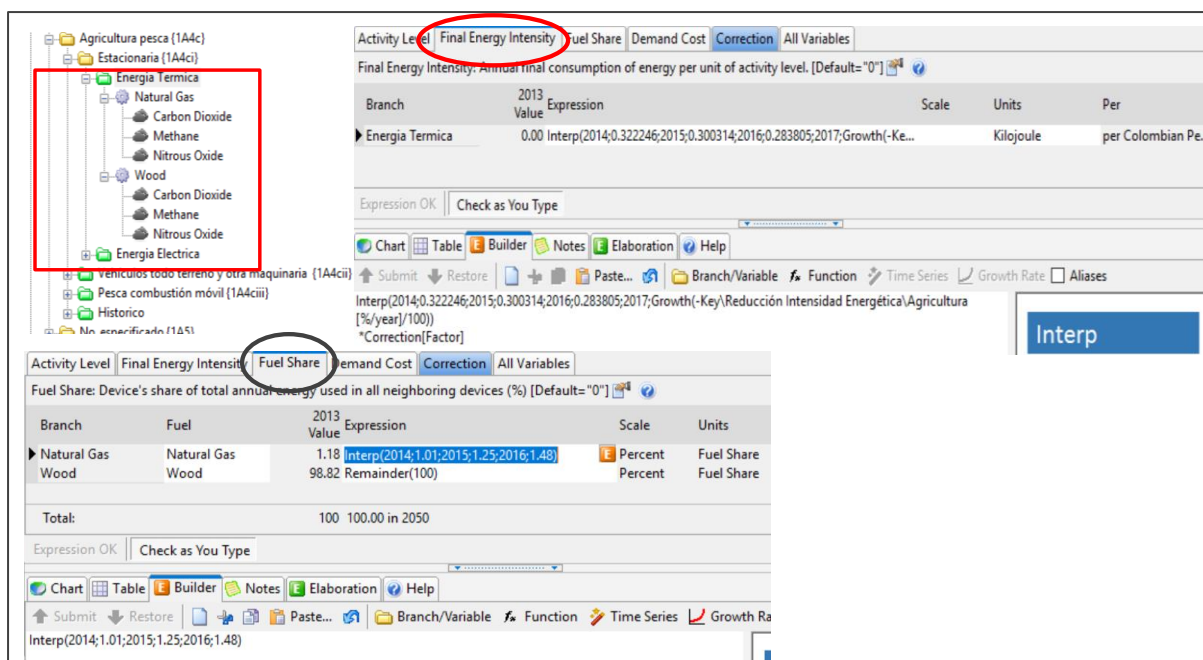 Agricultura pesca {1A4c}
Estacionaria {1A4ci}
Energia Termica
Natural Gas
Carbon Dioxide
Methane
Nitrous Oxide
Wood
Carbon Dioxide
Methane
Nitrous Oxide
Energia Electrica
Vehículos todo terreno y otra maquinaria {1A4cii}
Pesca combustión móvil {1A4ciii}
Historico
No especificado {1A5}
Activity Level Final Energy Intensity Fuel Share Demand Cost Correction All Variables
Final Energy Intensity: Annual final consumption of energy per unit of activity level. [Default="0"]
Branch 2013 Value Expression Scale Units Per
Energia Termica 0.00 Interp(2014;0.322246;2015;0.300314;2016;0.283805;2017;Growth(-Ke... Kilojoule per Colombian Pe.
Expression OK Check as You Type
Chart Table Builder Notes Elaboration Help
Submit Restore Paste... Branch/Variable Function Time Series Growth Rate Aliases
Interp(2014;0.322246;2015;0.300314;2016;0.283805;2017;Growth(-Key\Reducción Intensidad Energética\Agricultura
[%/year]/100))
*Correction[Factor]
Interp
Activity Level Final Energy Intensity Fuel Share Demand Cost Correction All Variables
Fuel Share: Device's share of total annual energy used in all neighboring devices (%) [Default="0"]
Branch Fuel 2013 Value Expression Scale Units
Natural Gas Natural Gas 1.18 Interp(2014;1.01;2015;1.25;2016;1.48) Percent Fuel Share
Wood Wood 98.82 Remainder(100) Percent Fuel Share
Total: 100 100.00 in 2050
Expression OK Check as You Type
Chart Table Builder Notes Elaboration Help
Submit Restore Paste... Branch/Variable Function Time Series Growth Ra
Interp(2014;1.01;2015;1.25;2016;1.48)